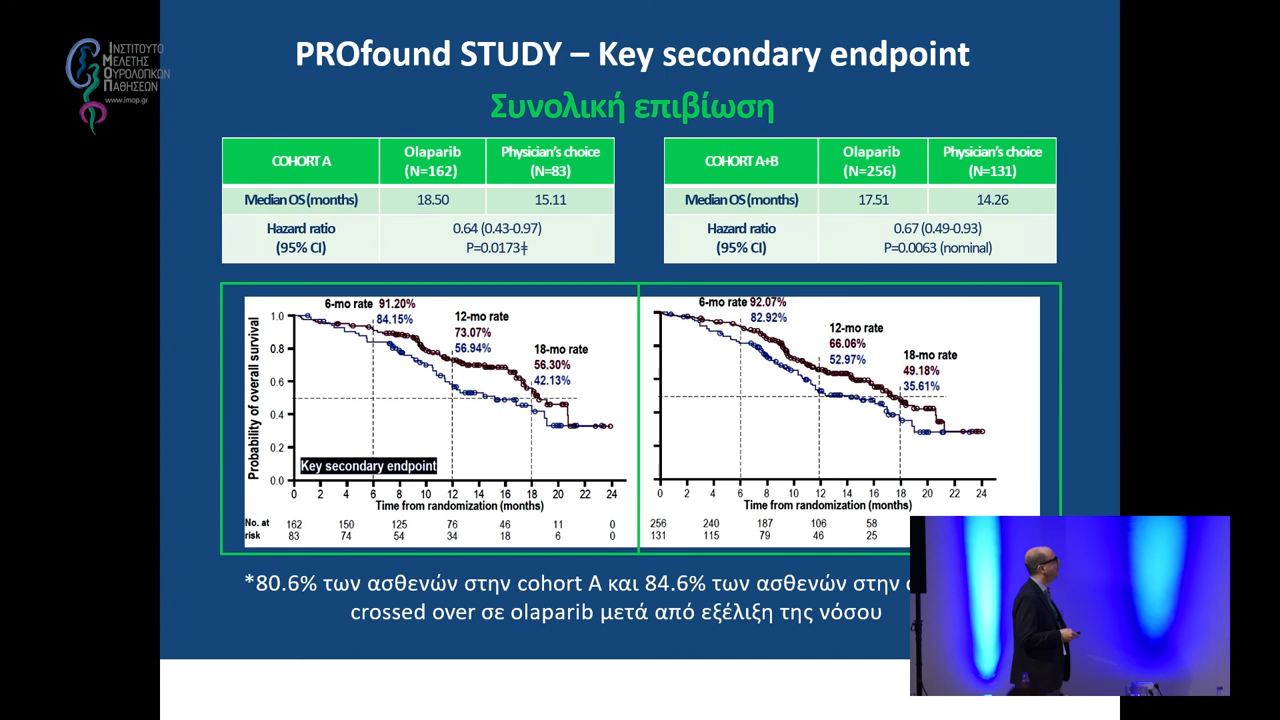 ΙΝΣΤΙΤΟΥΤΟ
ΜΕΛΕΤΗΣ
ΟΥΡΟΛΟΓΙΚΩΝ
ΠΑΘΗΣΕΩΝ
www.imop.gr
PROfound STUDY – Key secondary endpoint
Συνολική επιβίωση
COHORT A Olaparib (N=162) Physician's choice (N=83)
Median OS (months) 18.50 15.11
Hazard ratio (95% CI) 0.64 (0.43-0.97) P=0.0173ǂ
COHORT A+B Olaparib (N=256) Physician's choice (N=131)
Median OS (months) 17.51 14.26
Hazard ratio (95% CI) 0.67 (0.49-0.93) P=0.0063 (nominal)
Probability of overall survival
1.0
0.8
0.6
0.4
0.2
0.0
6-mo rate 91.20%
84.15%
12-mo rate
73.07%
56.94%
18-mo rate
56.30%
42.13%
Key secondary endpoint
0 2 4 6 8 10 12 14 16 18 20 22 24
Time from randomization (months)
No. at risk
162 150 125 76 46 11 0
83 74 54 34 18 6 0
6-mo rate 92.07%
82.92%
12-mo rate
66.06%
52.97%
18-mo rate
49.18%
35.61%
0 2 4 6 8 10 12 14 16 18 20 22 24
Time from randomization (months)
256 240 187 106 58
131 115 79 46 25
*80.6% των ασθενών στην cohort A και 84.6% των ασθενών στην
crossed over σε olaparib μετά από εξέλιξη της νόσου